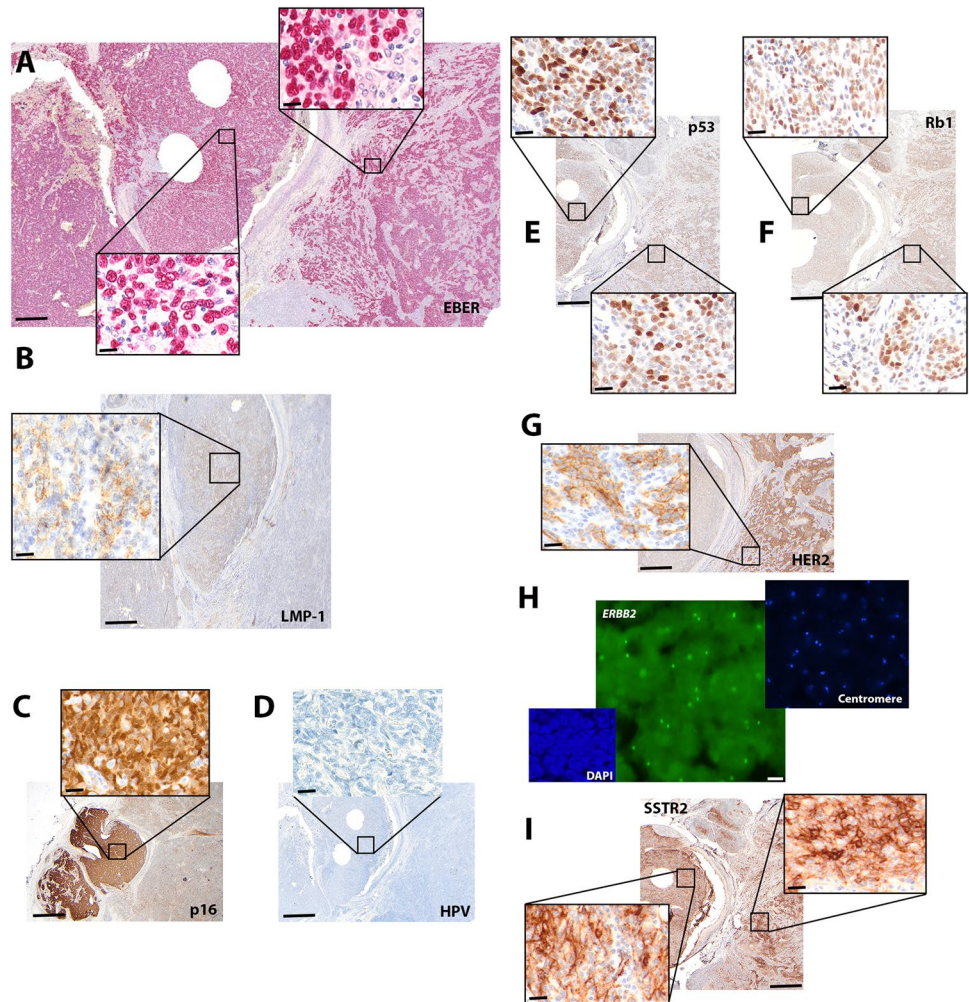 A
EBER
B
LMP-1
C
p16
D
HPV
p53
E
Rb1
F
G
HER2
H
ERBB2
Centromere
DAPI
SSTR2
I